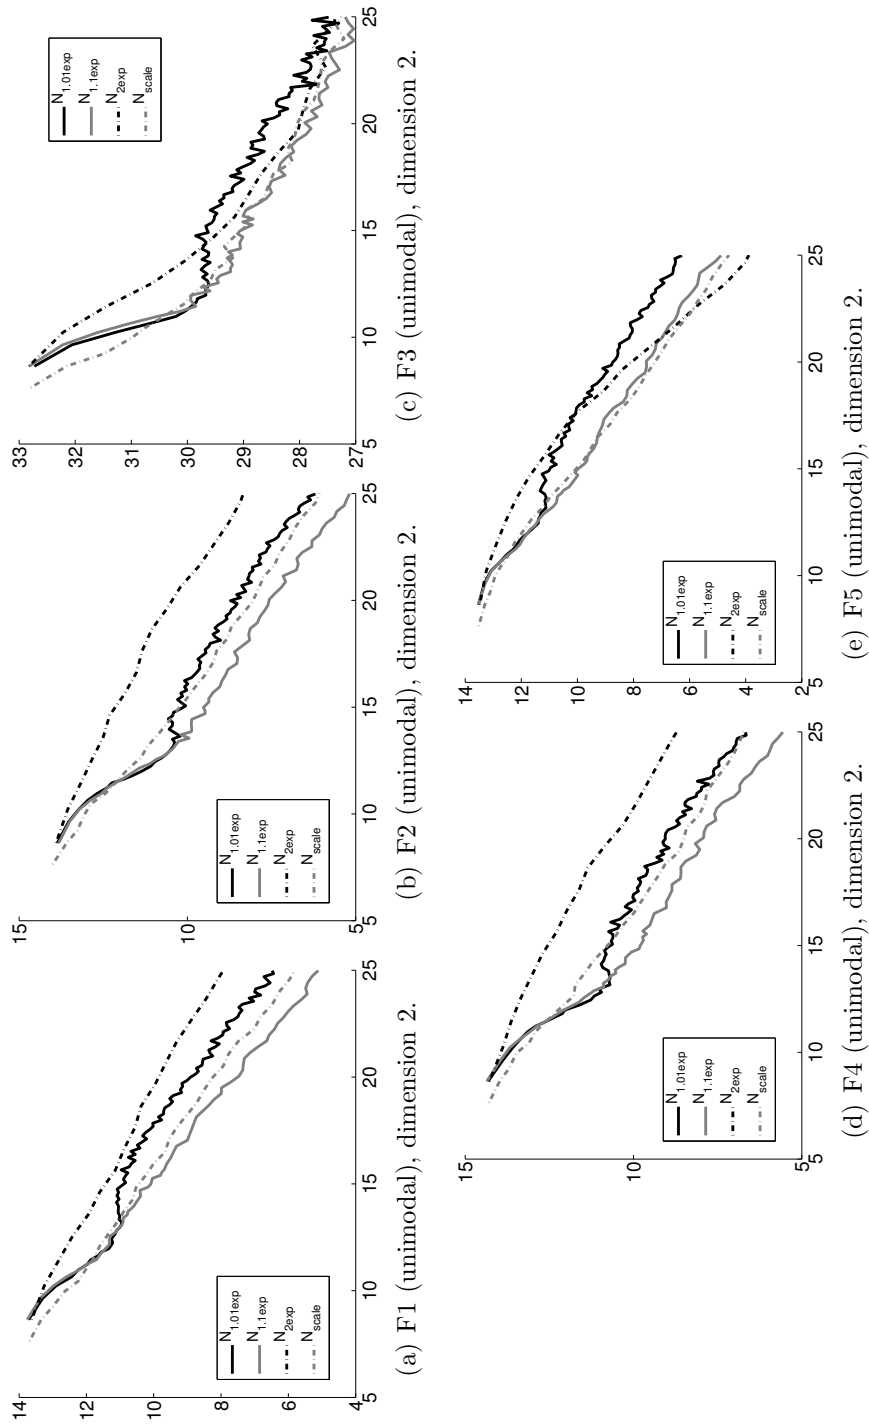 14
12
10
8
6
4
5
10
15
20
25
N1.01exp
N1.1exp
N2exp
Nscale
(a) F1 (unimodal), dimension 2.
15
10
5
5
10
15
20
25
N1.01exp
N1.1exp
N2exp
Nscale
(b) F2 (unimodal), dimension 2.
33
32
31
30
29
28
27
5
10
15
20
25
N1.01exp
N1.1exp
N2exp
Nscale
(c) F3 (unimodal), dimension 2.
15
10
5
5
10
15
20
25
N1.01exp
N1.1exp
N2exp
Nscale
(d) F4 (unimodal), dimension 2.
14
12
10
8
6
4
2
5
10
15
20
25
N1.01exp
N1.1exp
N2exp
Nscale
(e) F5 (unimodal), dimension 2.